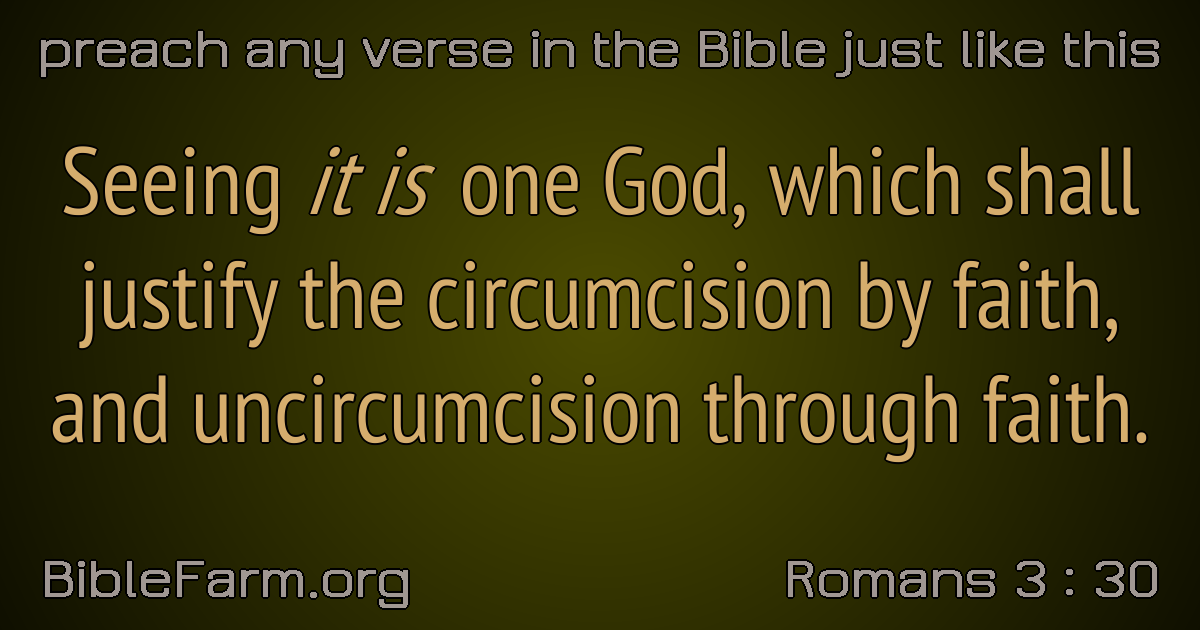 preach any verse in the Bible just like this
Seeing it is one God, which shall
justify the circumcision by faith,
and uncircumcision through faith.
BibleFarm.org
Romans 3 : 30